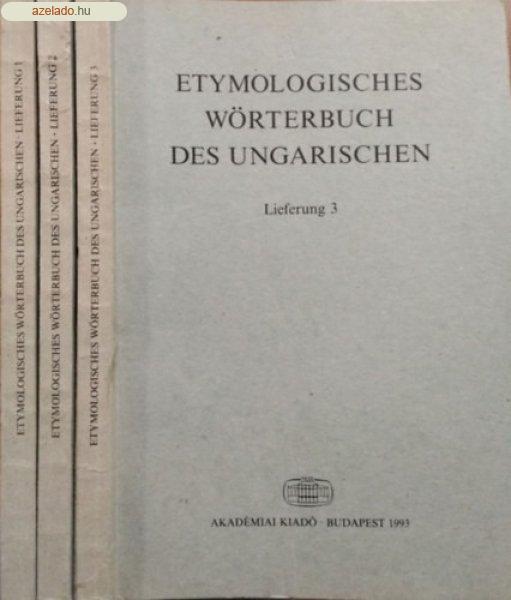 azelado.hu
ETYMOLOGISCHES WÖRTERBUCH DES UNGARISCHEN · LIEFERUNG 1
ETYMOLOGISCHES WÖRTERBUCH DES UNGARISCHEN · LIEFERUNG 2
ETYMOLOGISCHES WÖRTERBUCH DES UNGARISCHEN · LIEFERUNG 3
ETYMOLOGISCHES
WÖRTERBUCH
DES UNGARISCHEN
Lieferung 3
AKADÉMIAI KIADÓ · BUDAPEST 1993